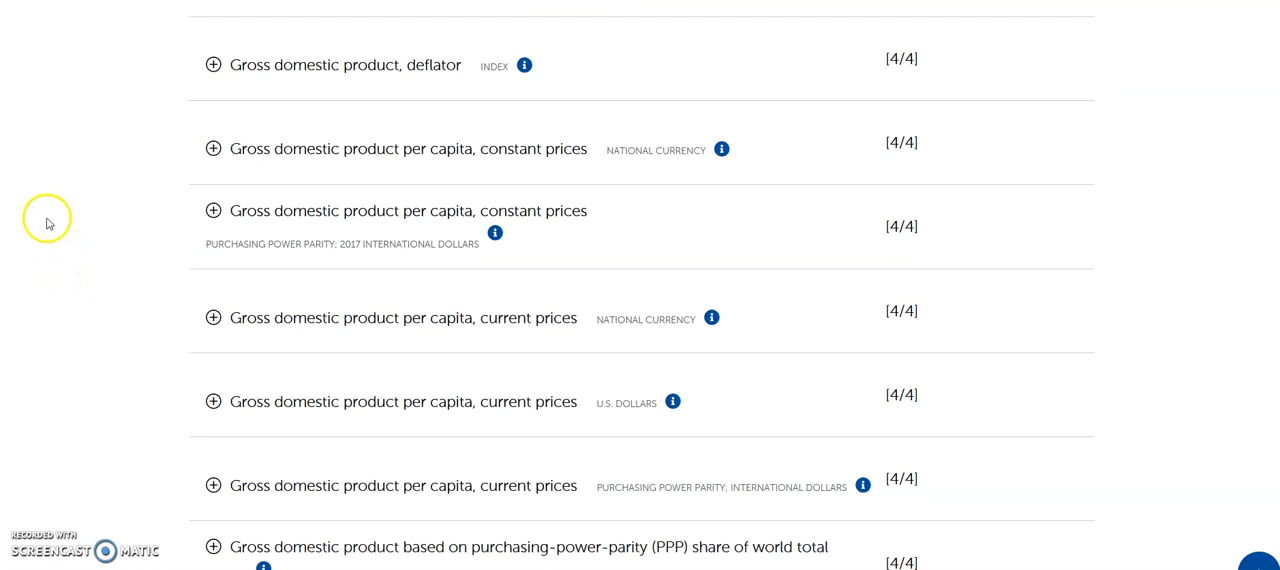 Gross domestic product, deflator INDEX [4/4]
Gross domestic product per capita, constant prices NATIONAL CURRENCY [4/4]
Gross domestic product per capita, constant prices
PURCHASING POWER PARITY; 2017 INTERNATIONAL DOLLARS [4/4]
Gross domestic product per capita, current prices NATIONAL CURRENCY [4/4]
Gross domestic product per capita, current prices U.S. DOLLARS [4/4]
Gross domestic product per capita, current prices PURCHASING POWER PARITY; INTERNATIONAL DOLLARS [4/4]
Gross domestic product based on purchasing-power-parity (PPP) share of world total
[4/4]
RECORDED WITH
SCREENCAST MATIC